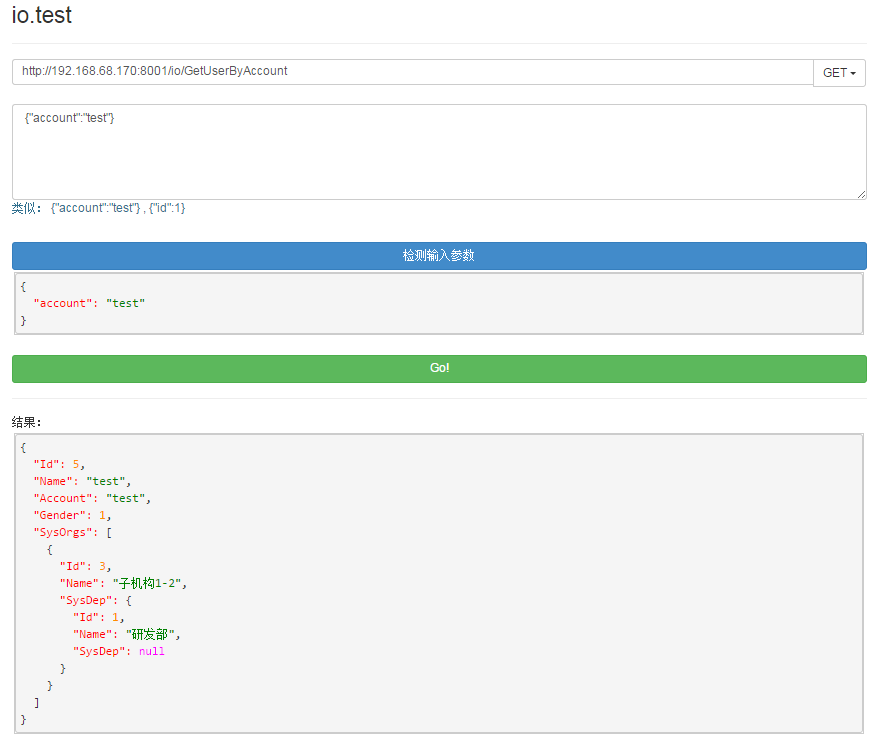 io.test
http://192.168.68.170:8001/io/GetUserByAccount
GET
{"account":"test"}
类似： {"account":"test"} , {"id":1}
检测输入参数
{
"account": "test"
}
Go!
结果：
{
"Id": 5,
"Name": "test",
"Account": "test",
"Gender": 1,
"SysOrgs": [
{
"Id": 3,
"Name": "子机构1-2",
"SysDep": {
"Id": 1,
"Name": "研发部",
"SysDep": null
}
}
]
}